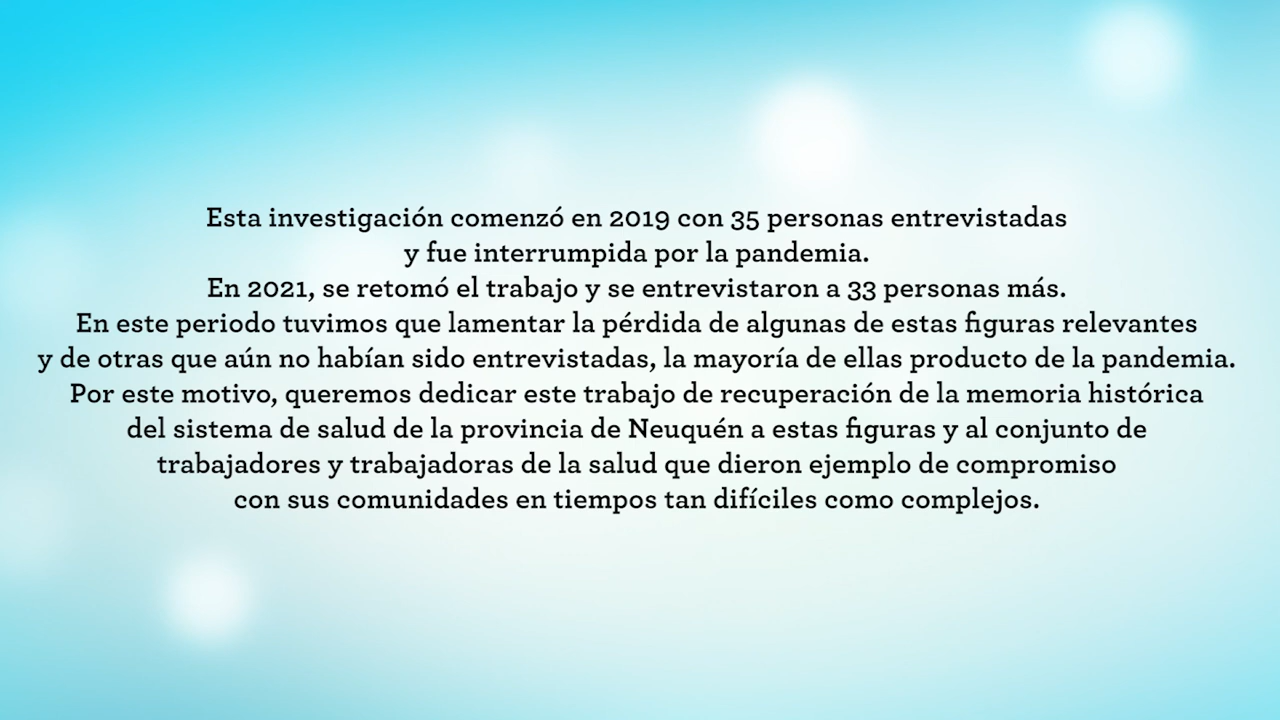 Esta investigación comenzó en 2019 con 35 personas entrevistadas
y fue interrumpida por la pandemia.
En 2021, se retomó el trabajo y se entrevistaron a 33 personas más.
En este periodo tuvimos que lamentar la pérdida de algunas de estas figuras relevantes
y de otras que aún no habían sido entrevistadas, la mayoría de ellas producto de la pandemia.
Por este motivo, queremos dedicar este trabajo de recuperación de la memoria histórica
del sistema de salud de la provincia de Neuquén a estas figuras y al conjunto de
trabajadores y trabajadoras de la salud que dieron ejemplo de compromiso
con sus comunidades en tiempos tan difíciles como complejos.